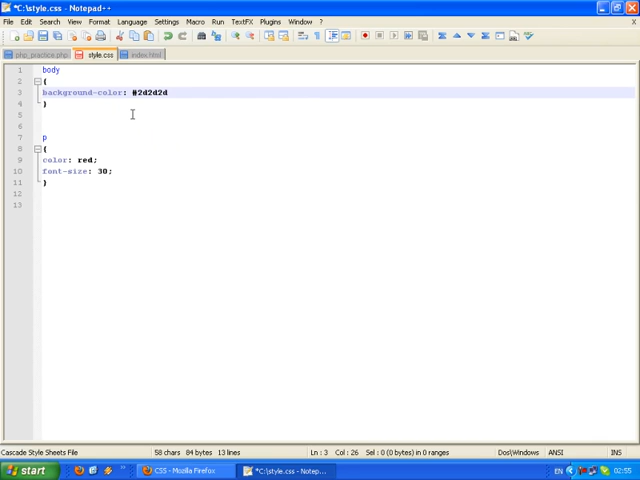 *C:\style.css - Notepad++
File Edit Search View Format Language Settings Macro Run TextFX Plugins Window ? X
php_practice.php style.css index.html
1 body
2 {
3 background-color: #2d2d2d
4 }
5
6
7 p
8 {
9 color: red;
10 font-size: 30;
11 }
12
13
Cascade Style Sheets File 58 chars 84 bytes 13 lines Ln : 3 Col : 26 Sel : 0 (0 bytes) in 0 ranges Dos\Windows ANSI INS
start CSS - Mozilla Firefox *C:\style.css - Notep... EN 02:55